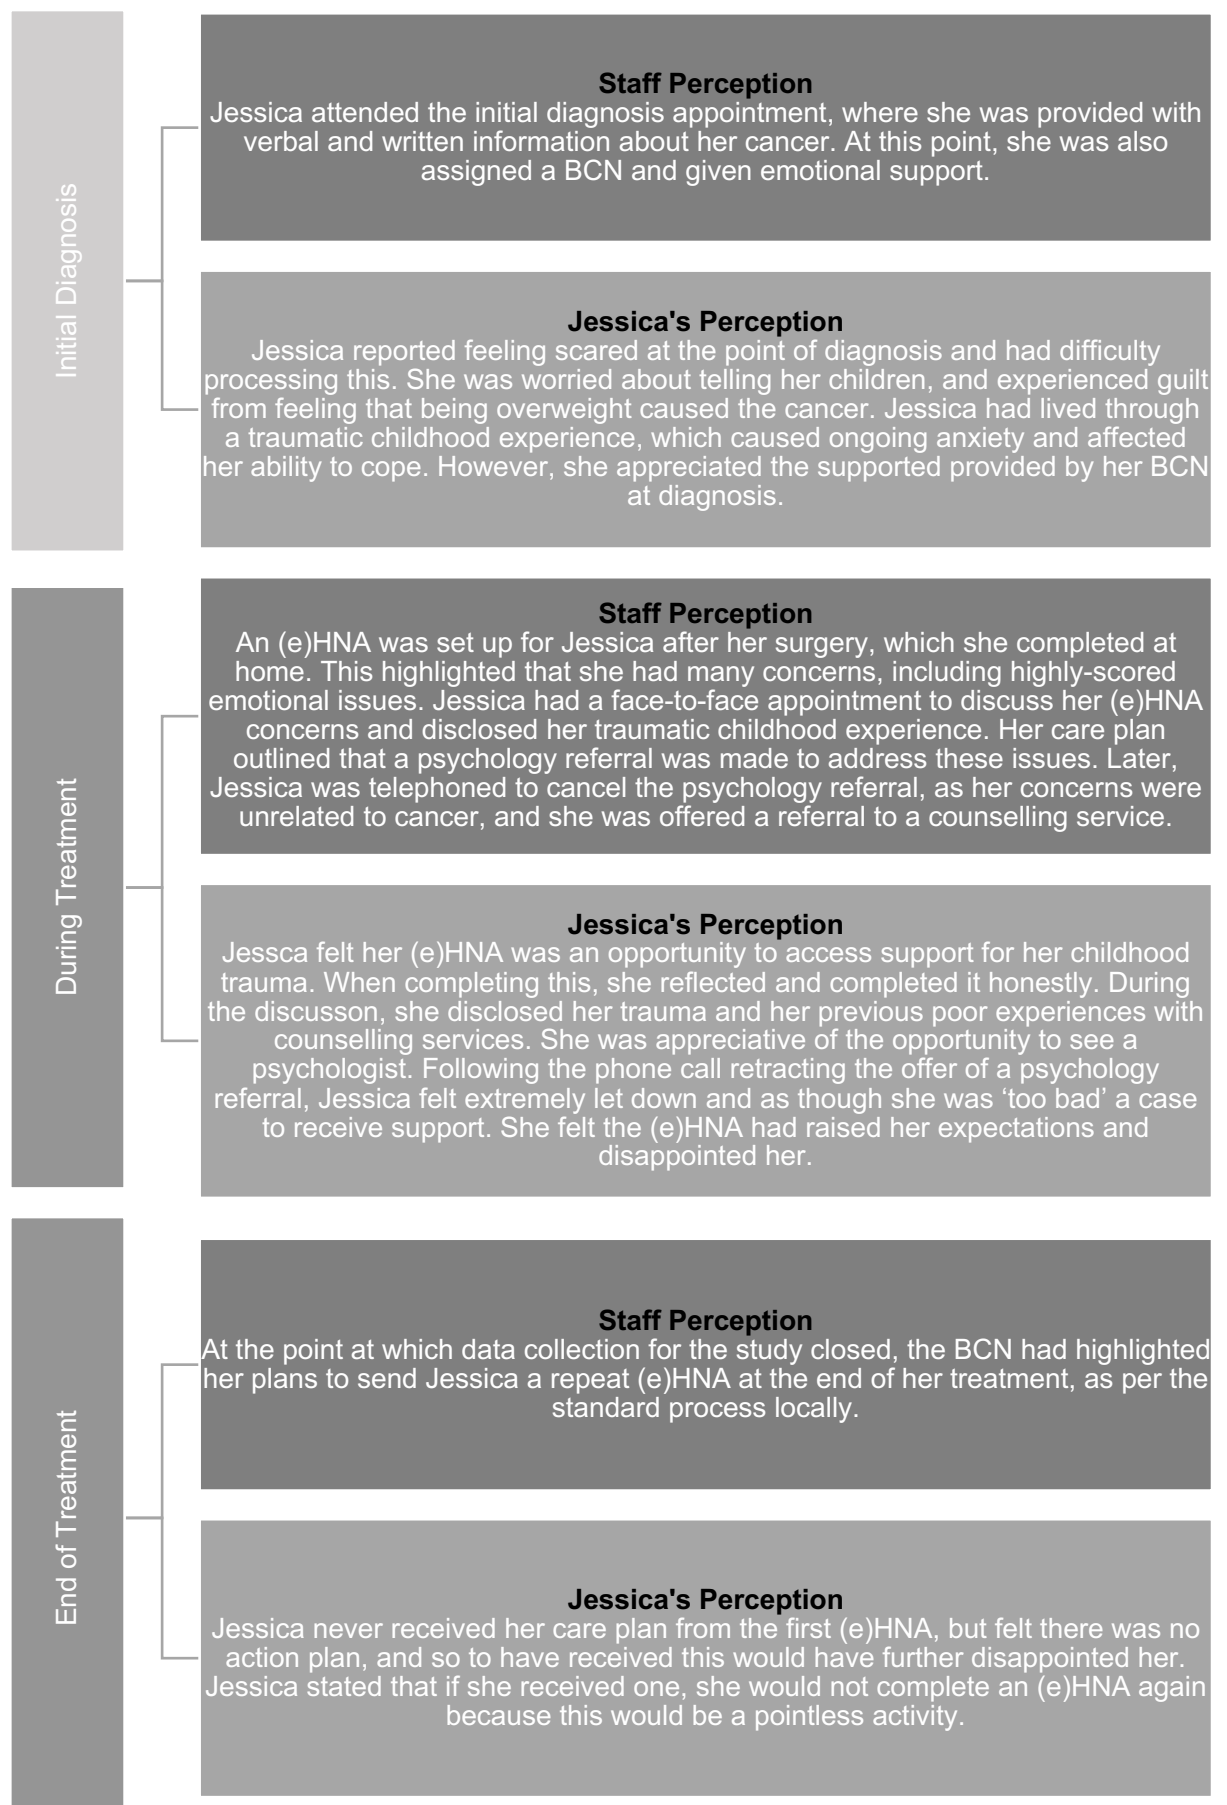 Initial Diagnosis
Staff Perception
Jessica attended the initial diagnosis appointment, where she was provided with
verbal and written information about her cancer. At this point, she was also
assigned a BCN and given emotional support.
Jessica's Perception
Jessica reported feeling scared at the point of diagnosis and had difficulty
processing this. She was worried about telling her children, and experienced guilt
from feeling that being overweight caused the cancer. Jessica had lived through
a traumatic childhood experience, which caused ongoing anxiety and affected
her ability to cope. However, she appreciated the supported provided by her BCN
at diagnosis.
During Treatment
Staff Perception
An (e)HNA was set up for Jessica after her surgery, which she completed at
home. This highlighted that she had many concerns, including highly-scored
emotional issues. Jessica had a face-to-face appointment to discuss her (e)HNA
concerns and disclosed her traumatic childhood experience. Her care plan
outlined that a psychology referral was made to address these issues. Later,
Jessica was telephoned to cancel the psychology referral, as her concerns were
unrelated to cancer, and she was offered a referral to a counselling service.
Jessica's Perception
Jessca felt her (e)HNA was an opportunity to access support for her childhood
trauma. When completing this, she reflected and completed it honestly. During
the discusson, she disclosed her trauma and her previous poor experiences with
counselling services. She was appreciative of the opportunity to see a
psychologist. Following the phone call retracting the offer of a psychology
referral, Jessica felt extremely let down and as though she was ‘too bad’ a case
to receive support. She felt the (e)HNA had raised her expectations and
disappointed her.
End of Treatment
Staff Perception
At the point at which data collection for the study closed, the BCN had highlighted
her plans to send Jessica a repeat (e)HNA at the end of her treatment, as per the
standard process locally.
Jessica's Perception
Jessica never received her care plan from the first (e)HNA, but felt there was no
action plan, and so to have received this would have further disappointed her.
Jessica stated that if she received one, she would not complete an (e)HNA again
because this would be a pointless activity.